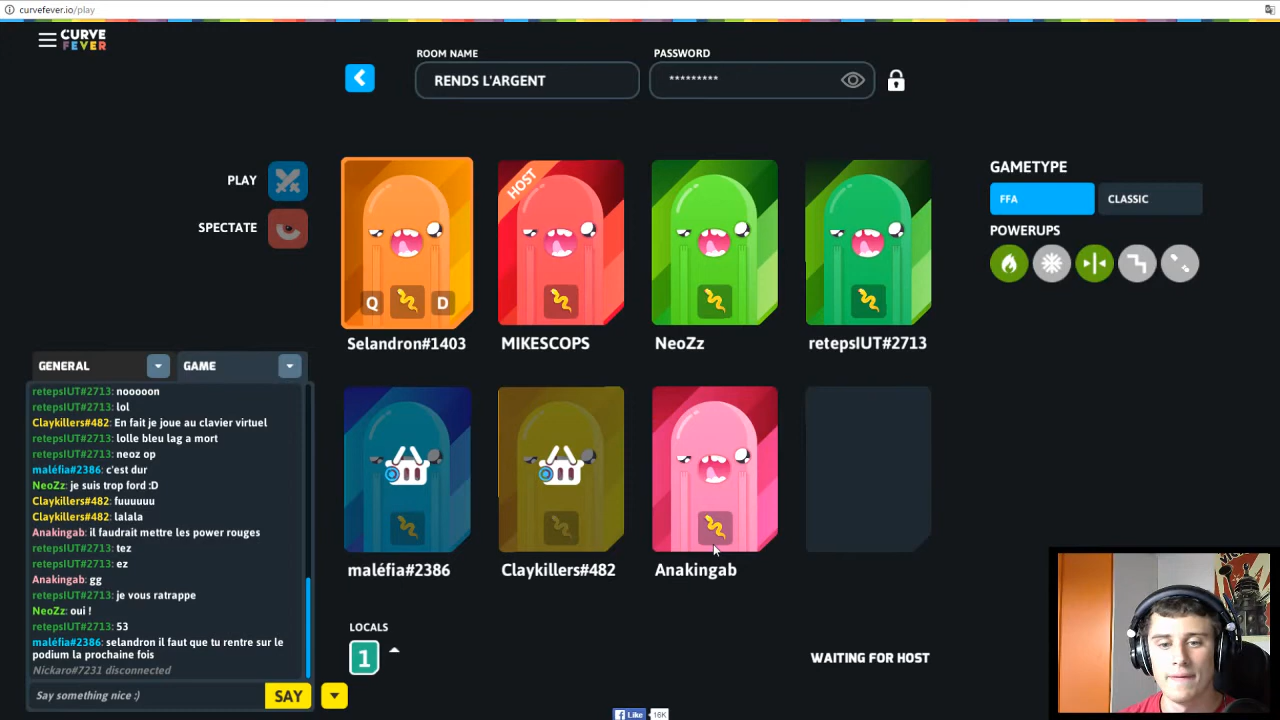 curvefever.io/play
CURVE
FEVER
ROOM NAME
PASSWORD
RENDS L'ARGENT
*********
PLAY
SPECTATE
HOST
Q
D
Selandron#1403
MIKESCOPS
NeoZz
retepsIUT#2713
GAMETYPE
FFA
CLASSIC
POWERUPS
GENERAL
GAME
retepsIUT#2713: nooooon
retepsIUT#2713: lol
Claykillers#482: En fait je joue au clavier virtuel
retepsIUT#2713: lolle bleu lag a mort
retepsIUT#2713: neoz op
maléfia#2386: c'est dur
NeoZz: je suis trop ford :D
Claykillers#482: fuuuuuu
Claykillers#482: lalala
Anakingab: il faudrait mettre les power rouges
retepsIUT#2713: tez
retepsIUT#2713: ez
Anakingab: gg
retepsIUT#2713: je vous ratrappe
NeoZz: oui !
retepsIUT#2713: 53
maléfia#2386: selandron il faut que tu rentre sur le
podium la prochaine fois
Nickaro#7231 disconnected
Say something nice :)
SAY
maléfia#2386
Claykillers#482
Anakingab
LOCALS
1
WAITING FOR HOST
Like
16K